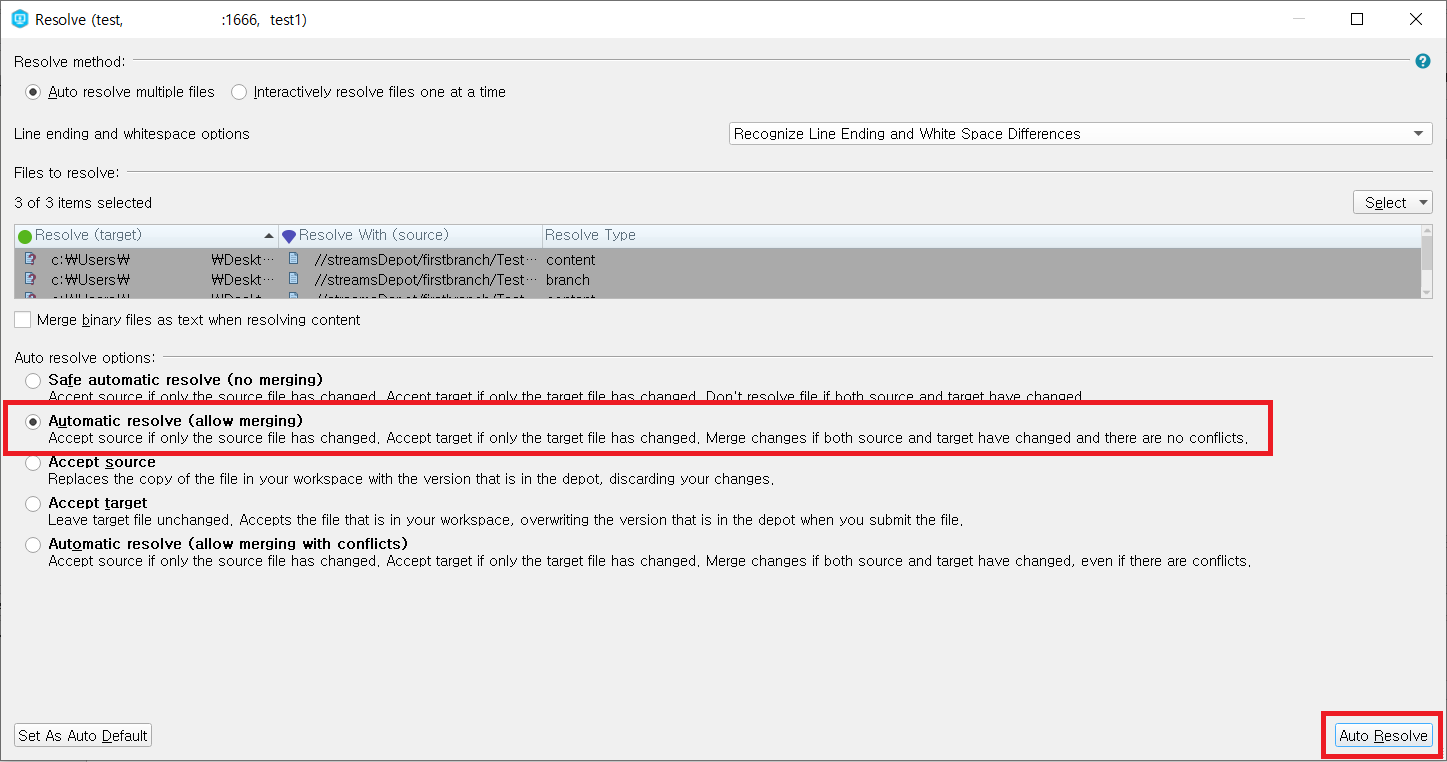 Resolve (test, :1666, test1)
Resolve method:
Auto resolve multiple files Interactively resolve files one at a time
Line ending and whitespace options Recognize Line Ending and White Space Differences
Files to resolve:
3 of 3 items selected Select
Resolve (target) Resolve With (source) Resolve Type
c:₩Users₩ ₩Deskt... //streamsDepot/firstbranch/Test... content
c:₩Users₩ ₩Deskt... //streamsDepot/firstbranch/Test... branch
c:₩Users₩ ₩Deskt... //streamsDepot/firstbranch/Test... content
Merge binary files as text when resolving content
Auto resolve options:
Safe automatic resolve (no merging)
Accept source if only the source file has changed. Accept target if only the target file has changed. Don't resolve file if both source and target have changed.
Automatic resolve (allow merging)
Accept source if only the source file has changed. Accept target if only the target file has changed. Merge changes if both source and target have changed and there are no conflicts.
Accept source
Replaces the copy of the file in your workspace with the version that is in the depot, discarding your changes.
Accept target
Leave target file unchanged. Accepts the file that is in your workspace, overwriting the version that is in the depot when you submit the file.
Automatic resolve (allow merging with conflicts)
Accept source if only the source file has changed. Accept target if only the target file has changed. Merge changes if both source and target have changed, even if there are conflicts.
Set As Auto Default Auto Resolve